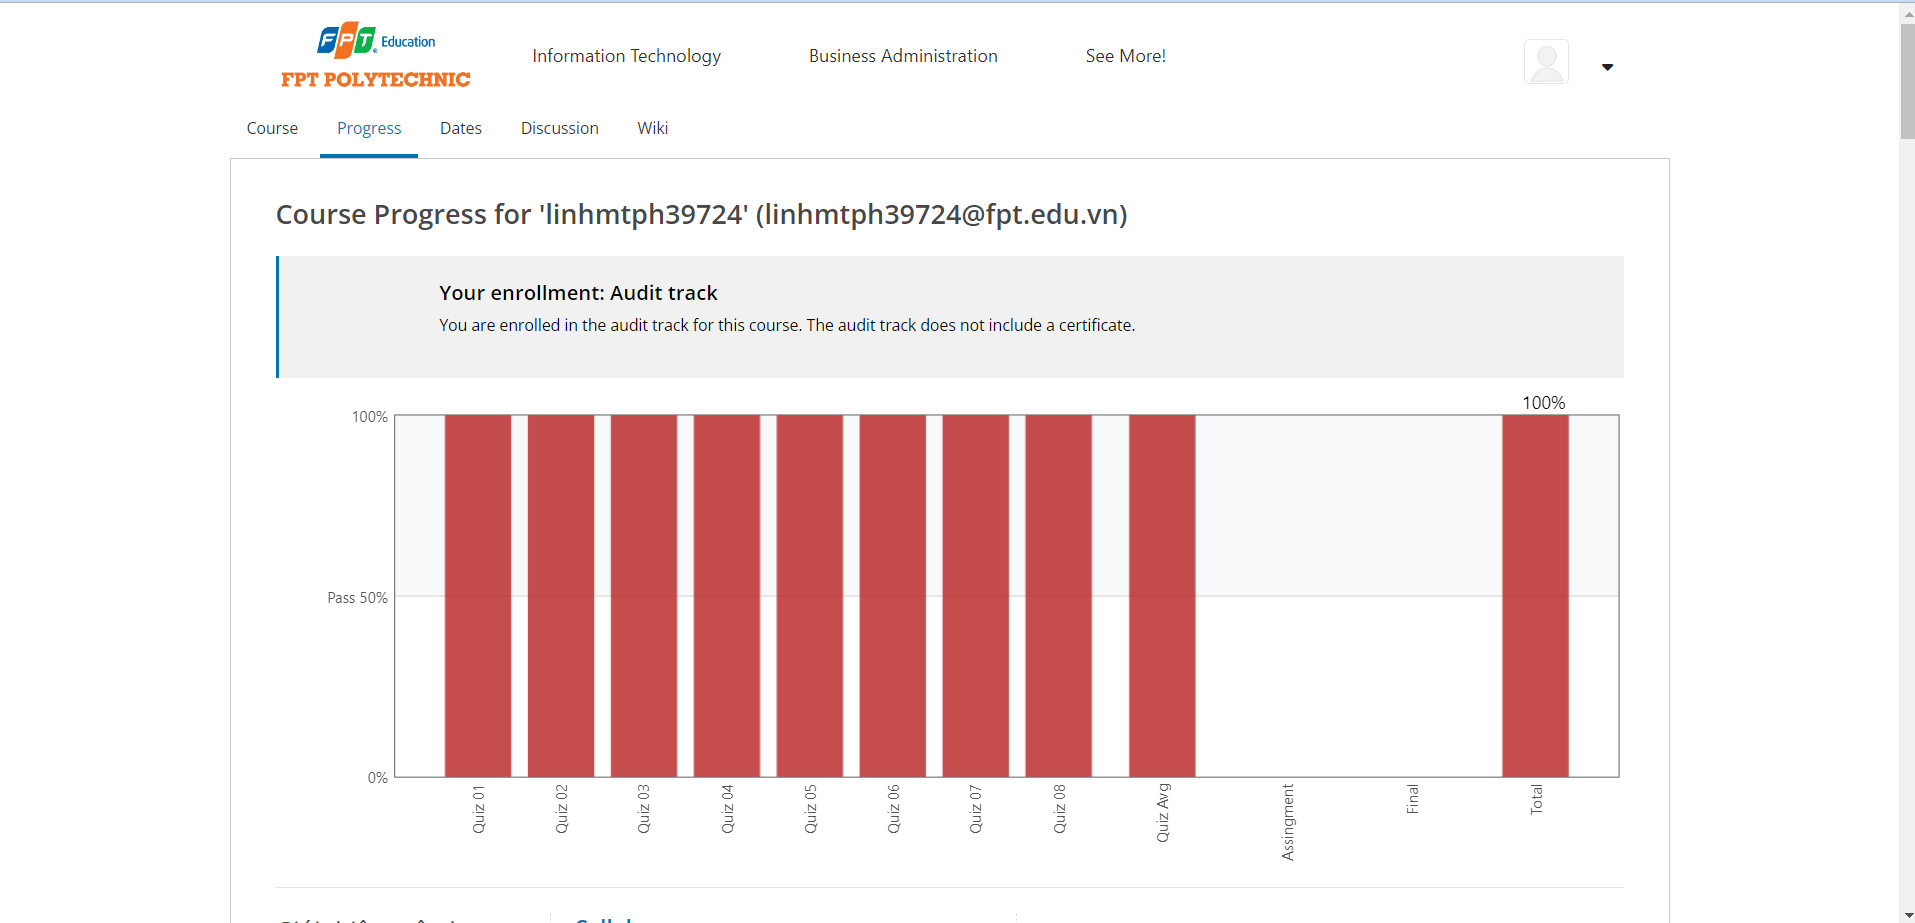 FPT Education
FPT POLYTECHNIC
Information Technology
Business Administration
See More!
Course
Progress
Dates
Discussion
Wiki
Course Progress for 'linhmtph39724' (linhmtph39724@fpt.edu.vn)
Your enrollment: Audit track
You are enrolled in the audit track for this course. The audit track does not include a certificate.
100%
100%
Pass 50%
0%
Quiz 01
Quiz 02
Quiz 03
Quiz 04
Quiz 05
Quiz 06
Quiz 07
Quiz 08
Quiz Avg
Assingment
Final
Total